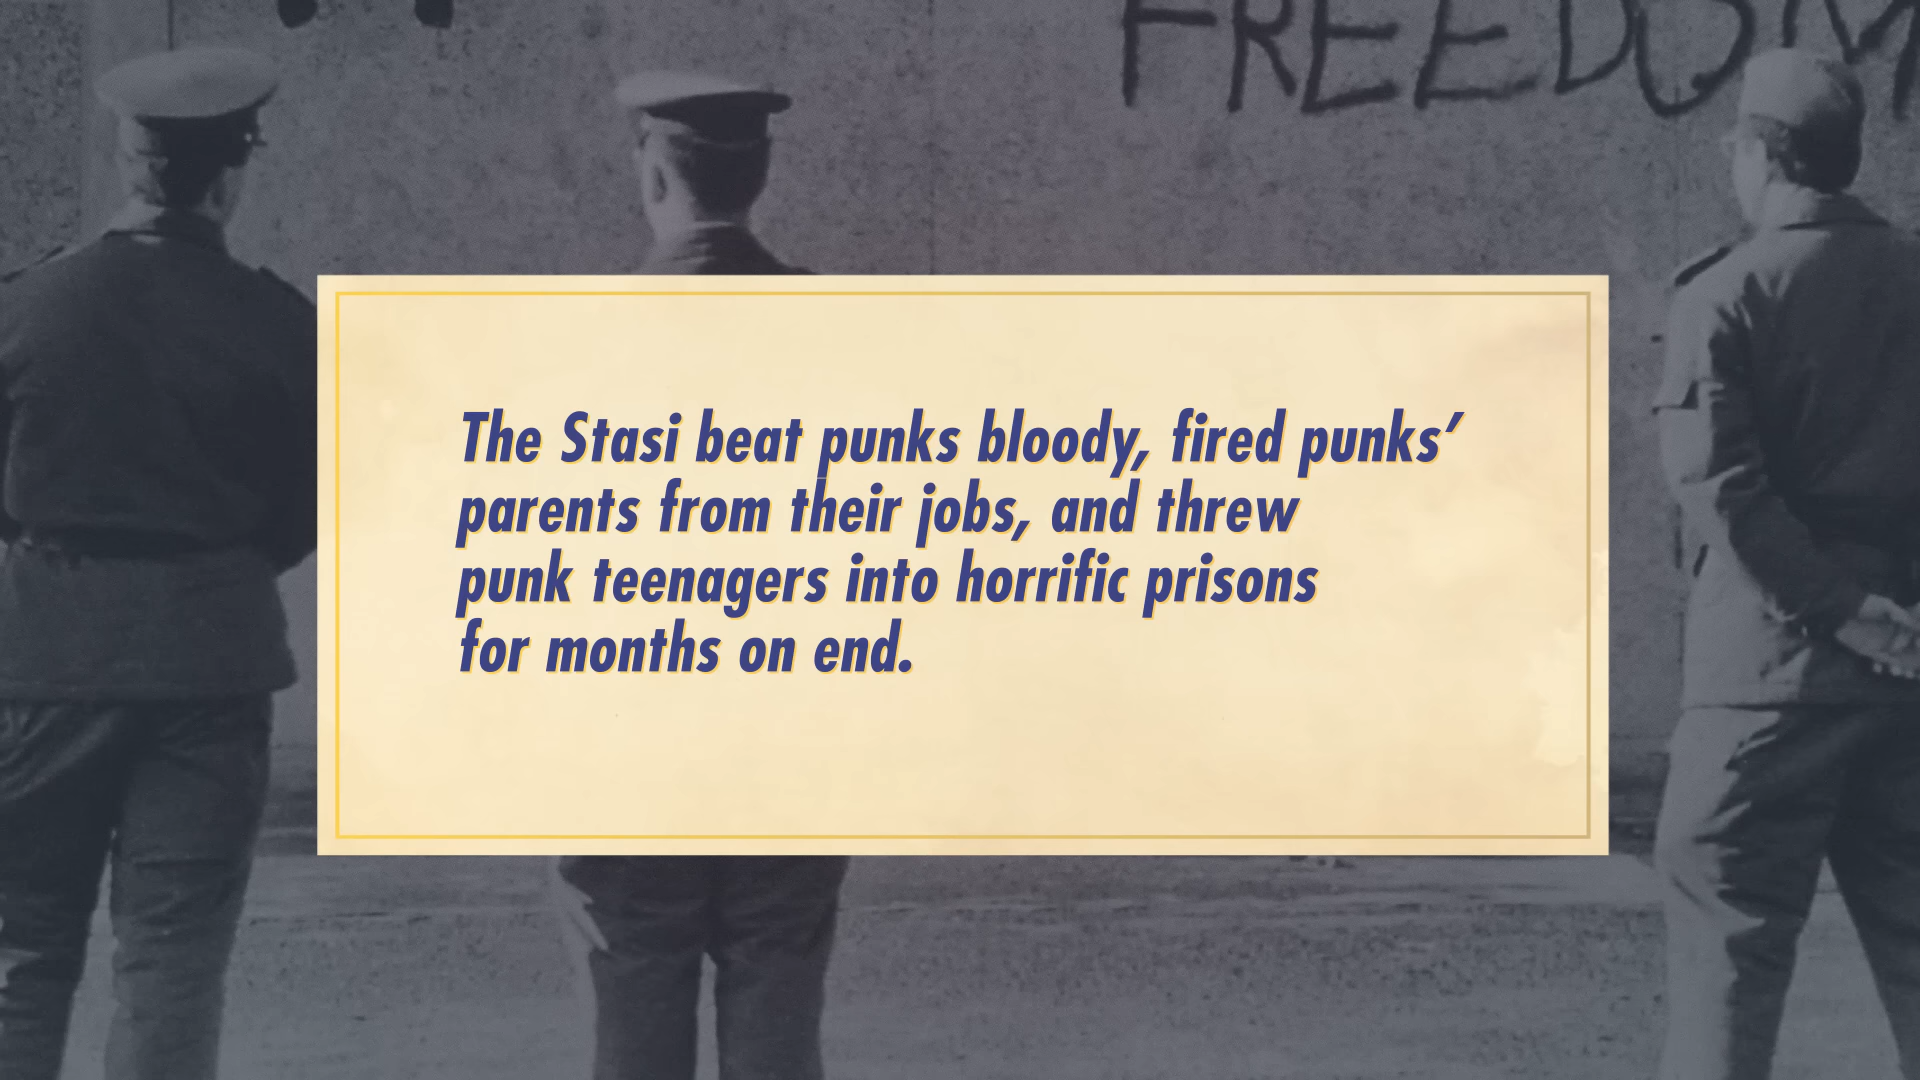 FREEDOM
The Stasi beat punks bloody, fired punks’
parents from their jobs, and threw
punk teenagers into horrific prisons
for months on end.